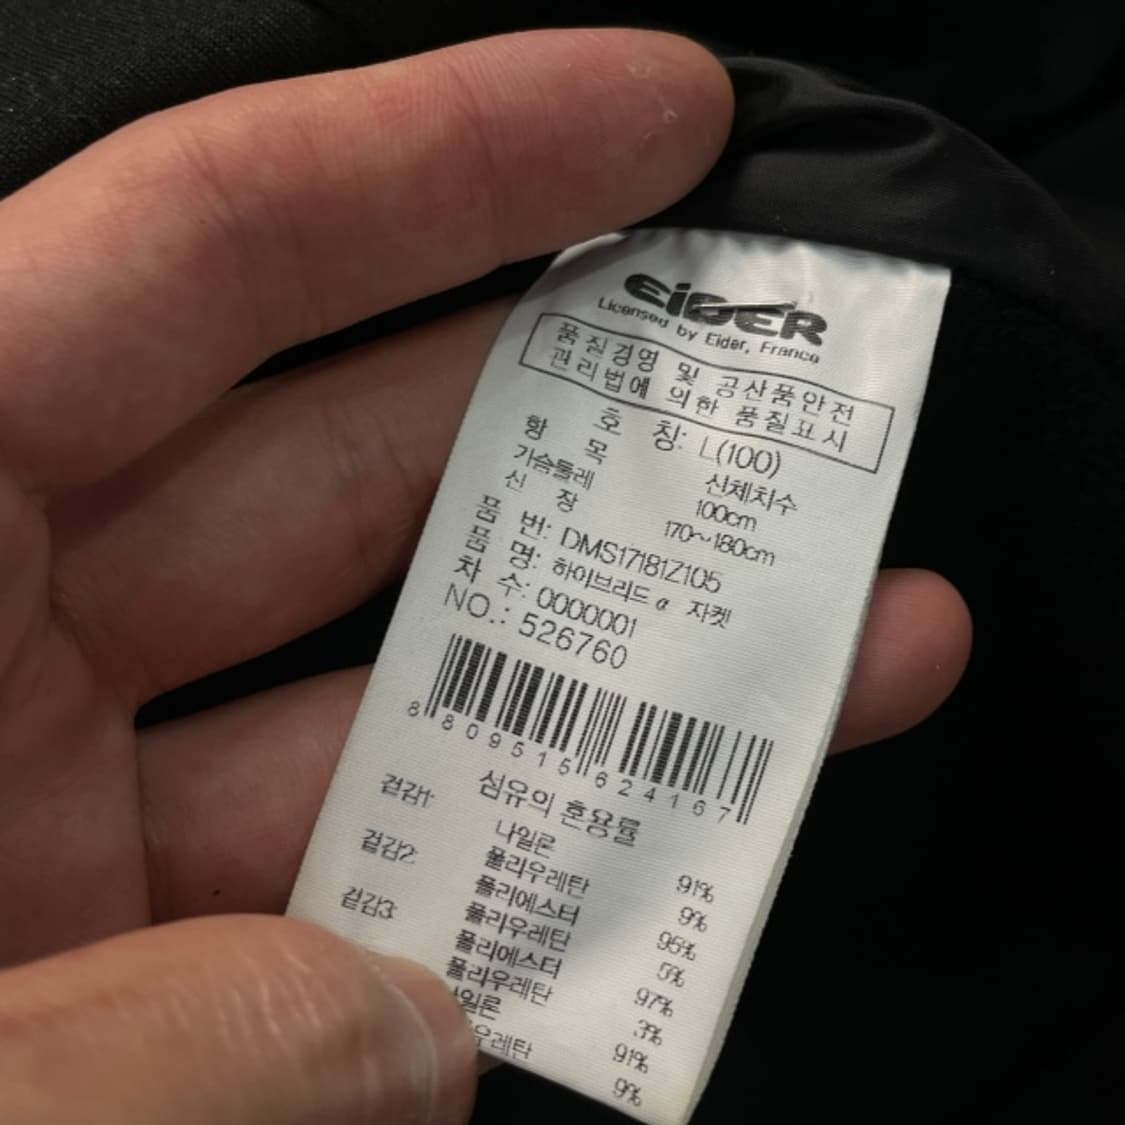 EiDER
Licensed by Eider, France
품질경영 및 공산품안전
관리법에 의한 품질표시
호 칭: L(100)
항 목 신체치수
가슴둘레 100cm
신 장 170~180cm
품 번: DMS17181Z105
품 명: 하이브리드 α 자켓
차 수: 0000001
NO.: 526760
8 809515 624167
섬유의 혼용률
겉감1: 나일론 91%
폴리우레탄 9%
겉감2: 폴리에스터 95%
폴리우레탄 5%
겉감3: 폴리에스터 97%
폴리우레탄 3%
91%
9%